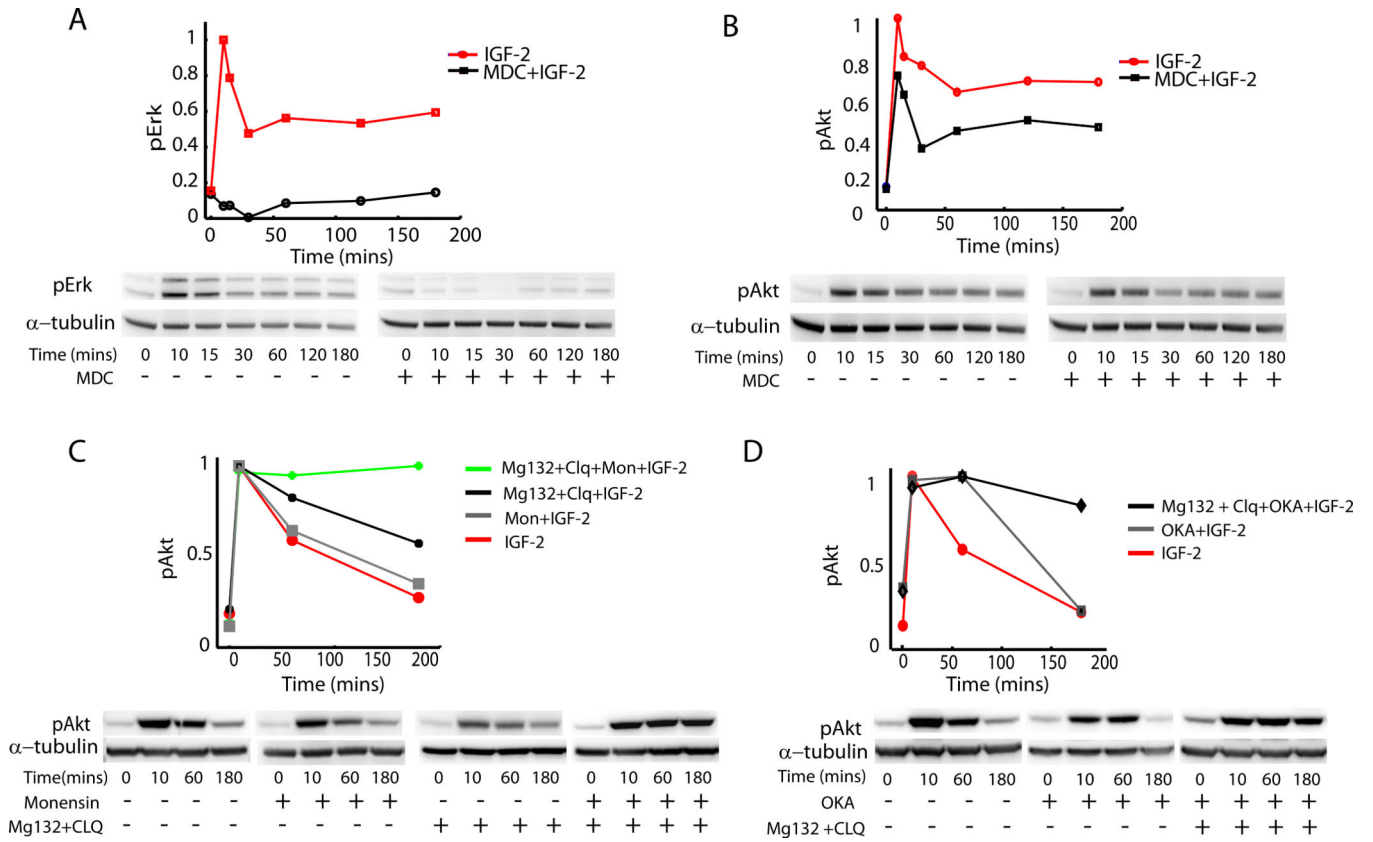 A
pErk
1
0.8
0.6
0.4
0.2
0
0 50 100 150 200
Time (mins)
IGF-2
MDC+IGF-2
pErk
α−tubulin
Time (mins) 0 10 15 30 60 120 180 0 10 15 30 60 120 180
MDC - - - - - - - + + + + + + +
B
pAkt
1
0.8
0.6
0.4
0.2
0
0 50 100 150 200
Time (mins)
IGF-2
MDC+IGF-2
pAkt
α−tubulin
Time (mins) 0 10 15 30 60 120 180 0 10 15 30 60 120 180
MDC - - - - - - - + + + + + + +
C
pAkt
1
0.5
0
0 50 100 150 200
Time (mins)
Mg132+Clq+Mon+IGF-2
Mg132+Clq+IGF-2
Mon+IGF-2
IGF-2
pAkt
α−tubulin
Time(mins) 0 10 60 180 0 10 60 180 0 10 60 180 0 10 60 180
Monensin - - - - + + + + - - - - + + + +
Mg132+CLQ - - - - - - - - + + + + + + + +
D
pAkt
1
0.5
0
0 50 100 150 200
Time (mins)
Mg132 + Clq+OKA+IGF-2
OKA+IGF-2
IGF-2
pAkt
α−tubulin
Time (mins) 0 10 60 180 0 10 60 180 0 10 60 180
OKA - - - - + + + + + + + +
Mg132 +CLQ - - - - - - - - + + + +